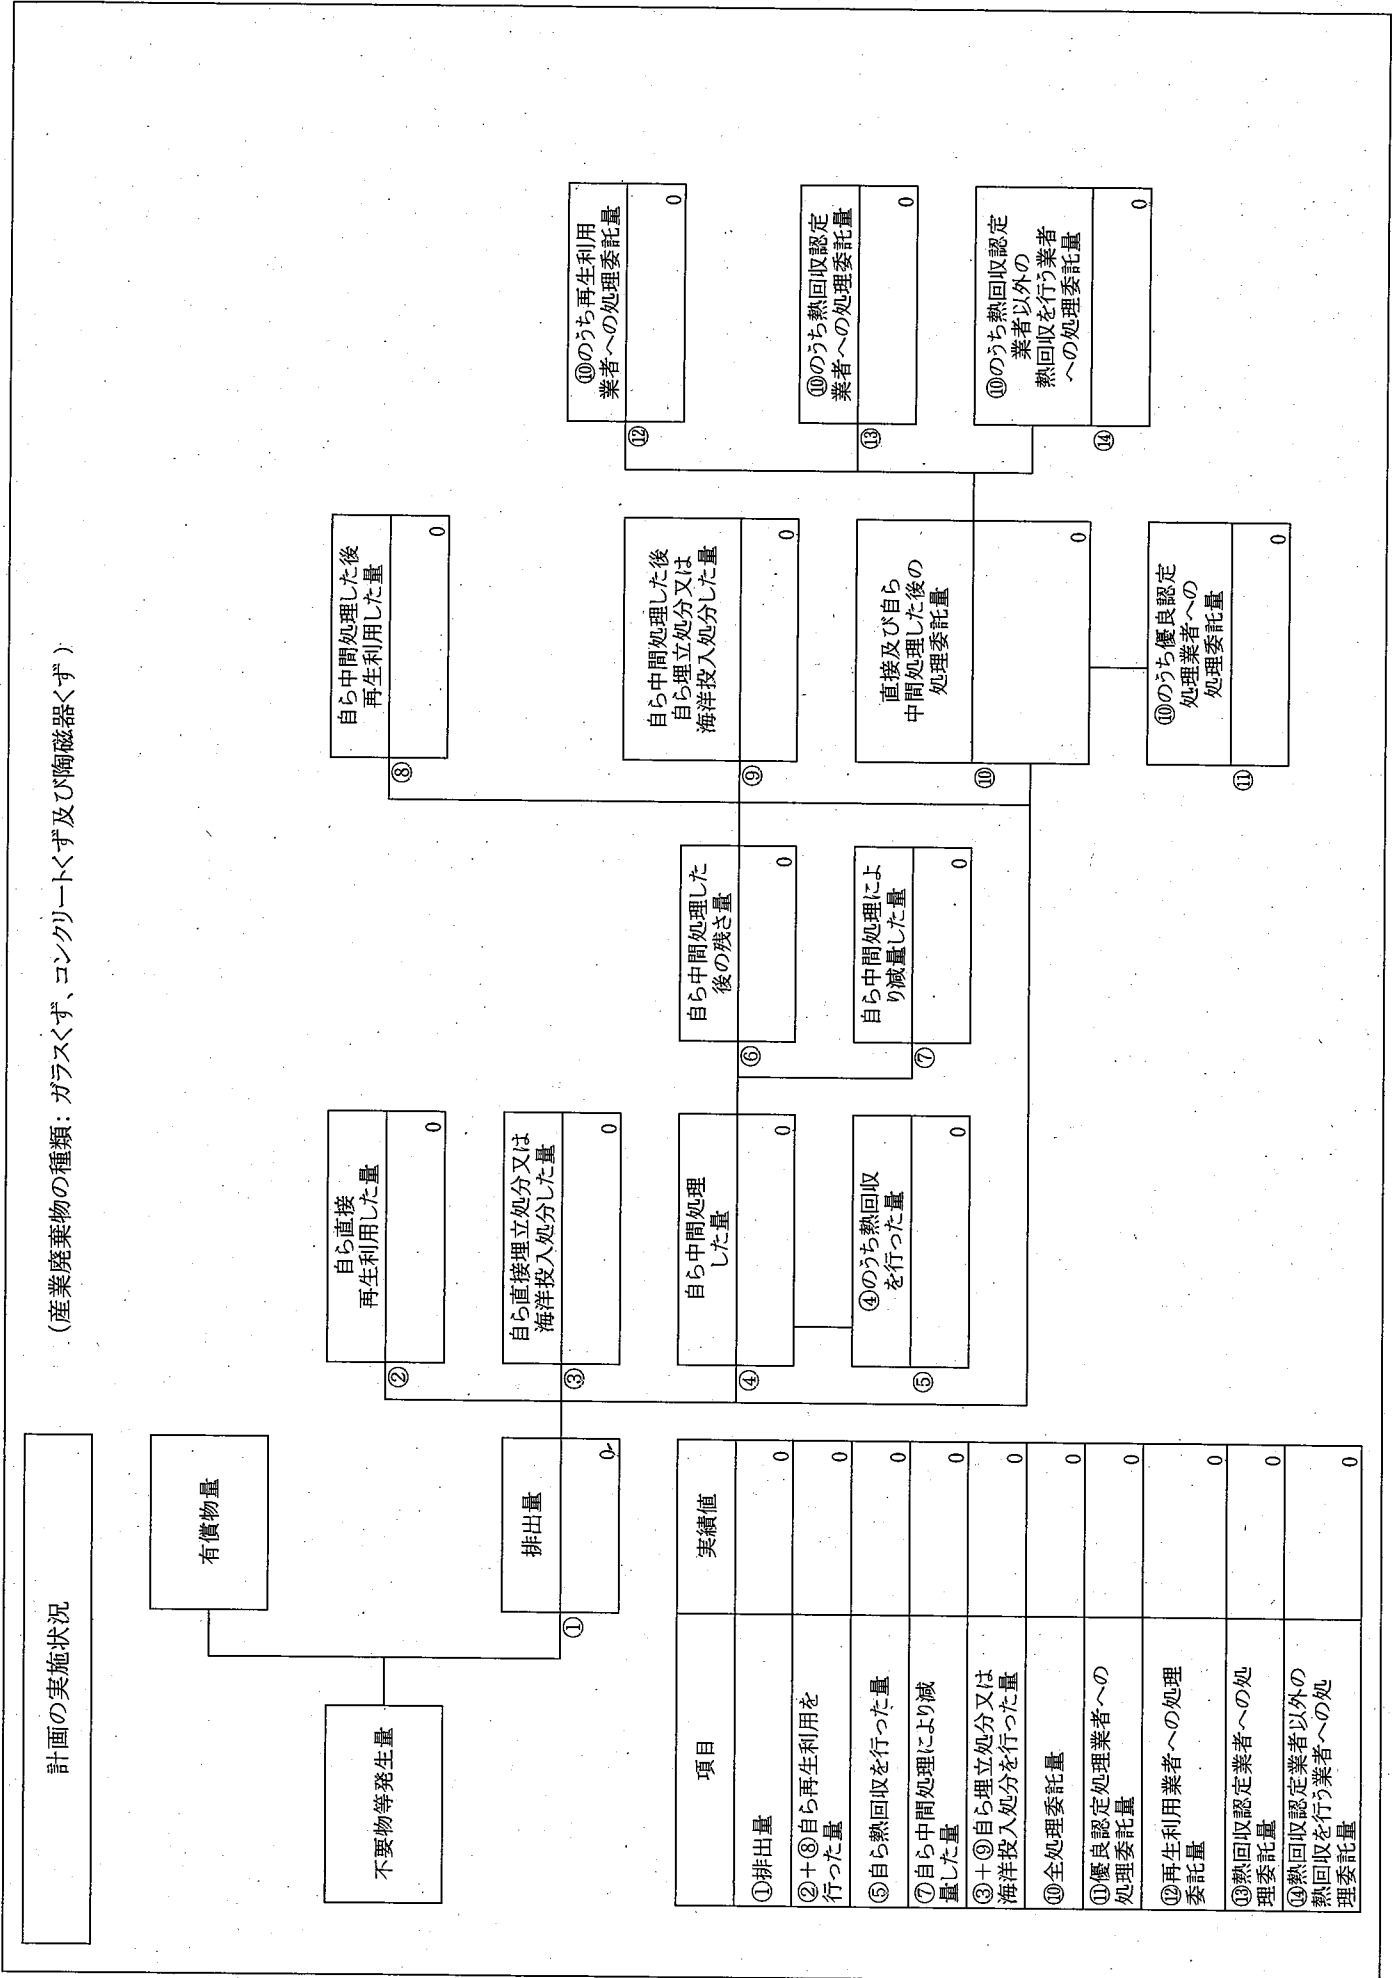 計画の実施状況
(産業廃棄物の種類: ガラスくず、コンクリートくず及び陶磁器くず)
不要物等発生量
有償物量
①
排出量
0
②
自ら直接
再生利用した量
0
③
自ら直接埋立処分又は
海洋投入処分した量
0
④
自ら中間処理
した量
0
⑤
④のうち熱回収
を行った量
0
⑥
自ら中間処理した
後の残さ量
0
⑦
自ら中間処理によ
り減量した量
0
⑧
自ら中間処理した後
再生利用した量
0
⑨
自ら中間処理した後
自ら埋立処分又は
海洋投入処分した量
0
⑩
直接及び自ら
中間処理した後の
処理委託量
0
⑪
⑩のうち優良認定
処理業者への
処理委託量
0
⑫
⑩のうち再生利用
業者への処理委託量
0
⑬
⑩のうち熱回収認定
業者への処理委託量
0
⑭
⑩のうち熱回収認定
業者以外の
熱回収を行う業者
への処理委託量
0
項目 実績値
①排出量 0
②+⑧自ら再生利用を
行った量 0
⑤自ら熱回収を行った量 0
⑦自ら中間処理により減
量した量 0
③+⑨自ら埋立処分又は
海洋投入処分を行った量 0
⑩全処理委託量 0
⑪優良認定処理業者への
処理委託量 0
⑫再生利用業者への処理
委託量 0
⑬熱回収認定業者への処
理委託量 0
⑭熱回収認定業者以外の
熱回収を行う業者への処
理委託量 0